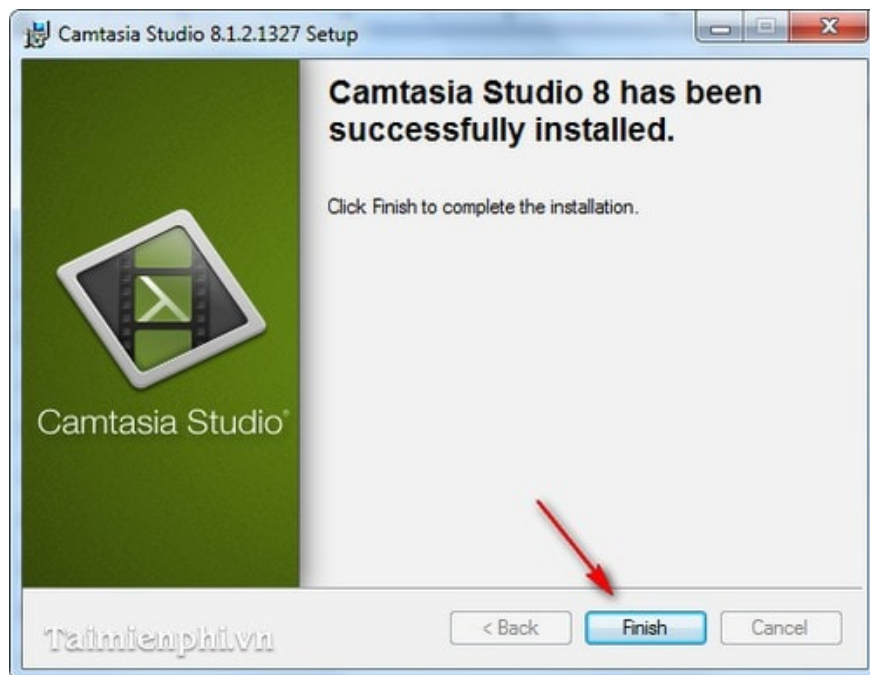 Camtasia Studio 8.1.2.1327 Setup
Camtasia Studio 8 has been
successfully installed.
Click Finish to complete the installation.
Camtasia Studio®
Taimienphi.vn
< Back
Finish
Cancel